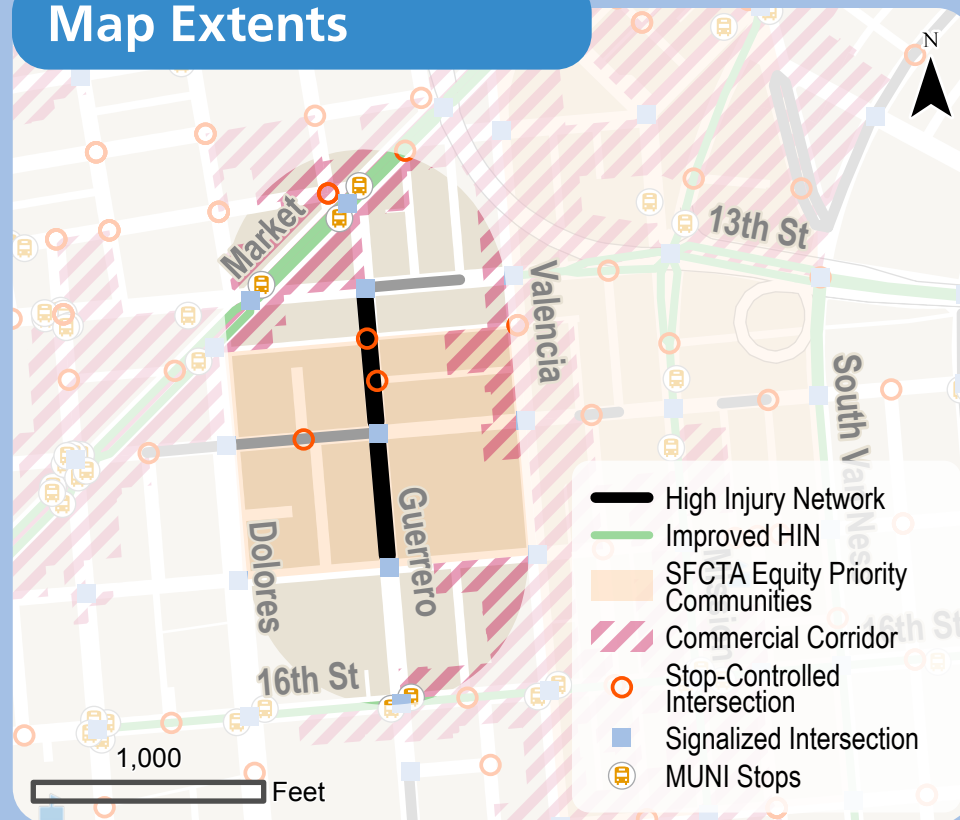 Map Extents
N
Market
13th St
Valencia
South Van Ness
Guerrero
Dolores
Mission
16th St
16th St
1,000
Feet
High Injury Network
Improved HIN
SFCTA Equity Priority
Communities
Commercial Corridor
Stop-Controlled
Intersection
Signalized Intersection
MUNI Stops